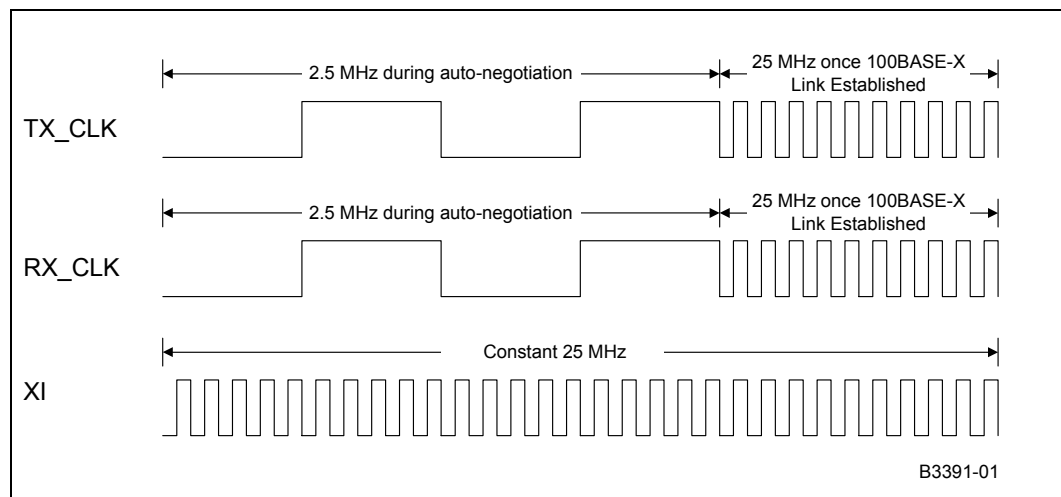 2.5 MHz during auto-negotiation
25 MHz once 100BASE-X
Link Established
TX_CLK
2.5 MHz during auto-negotiation
25 MHz once 100BASE-X
Link Established
RX_CLK
Constant 25 MHz
XI
B3391-01